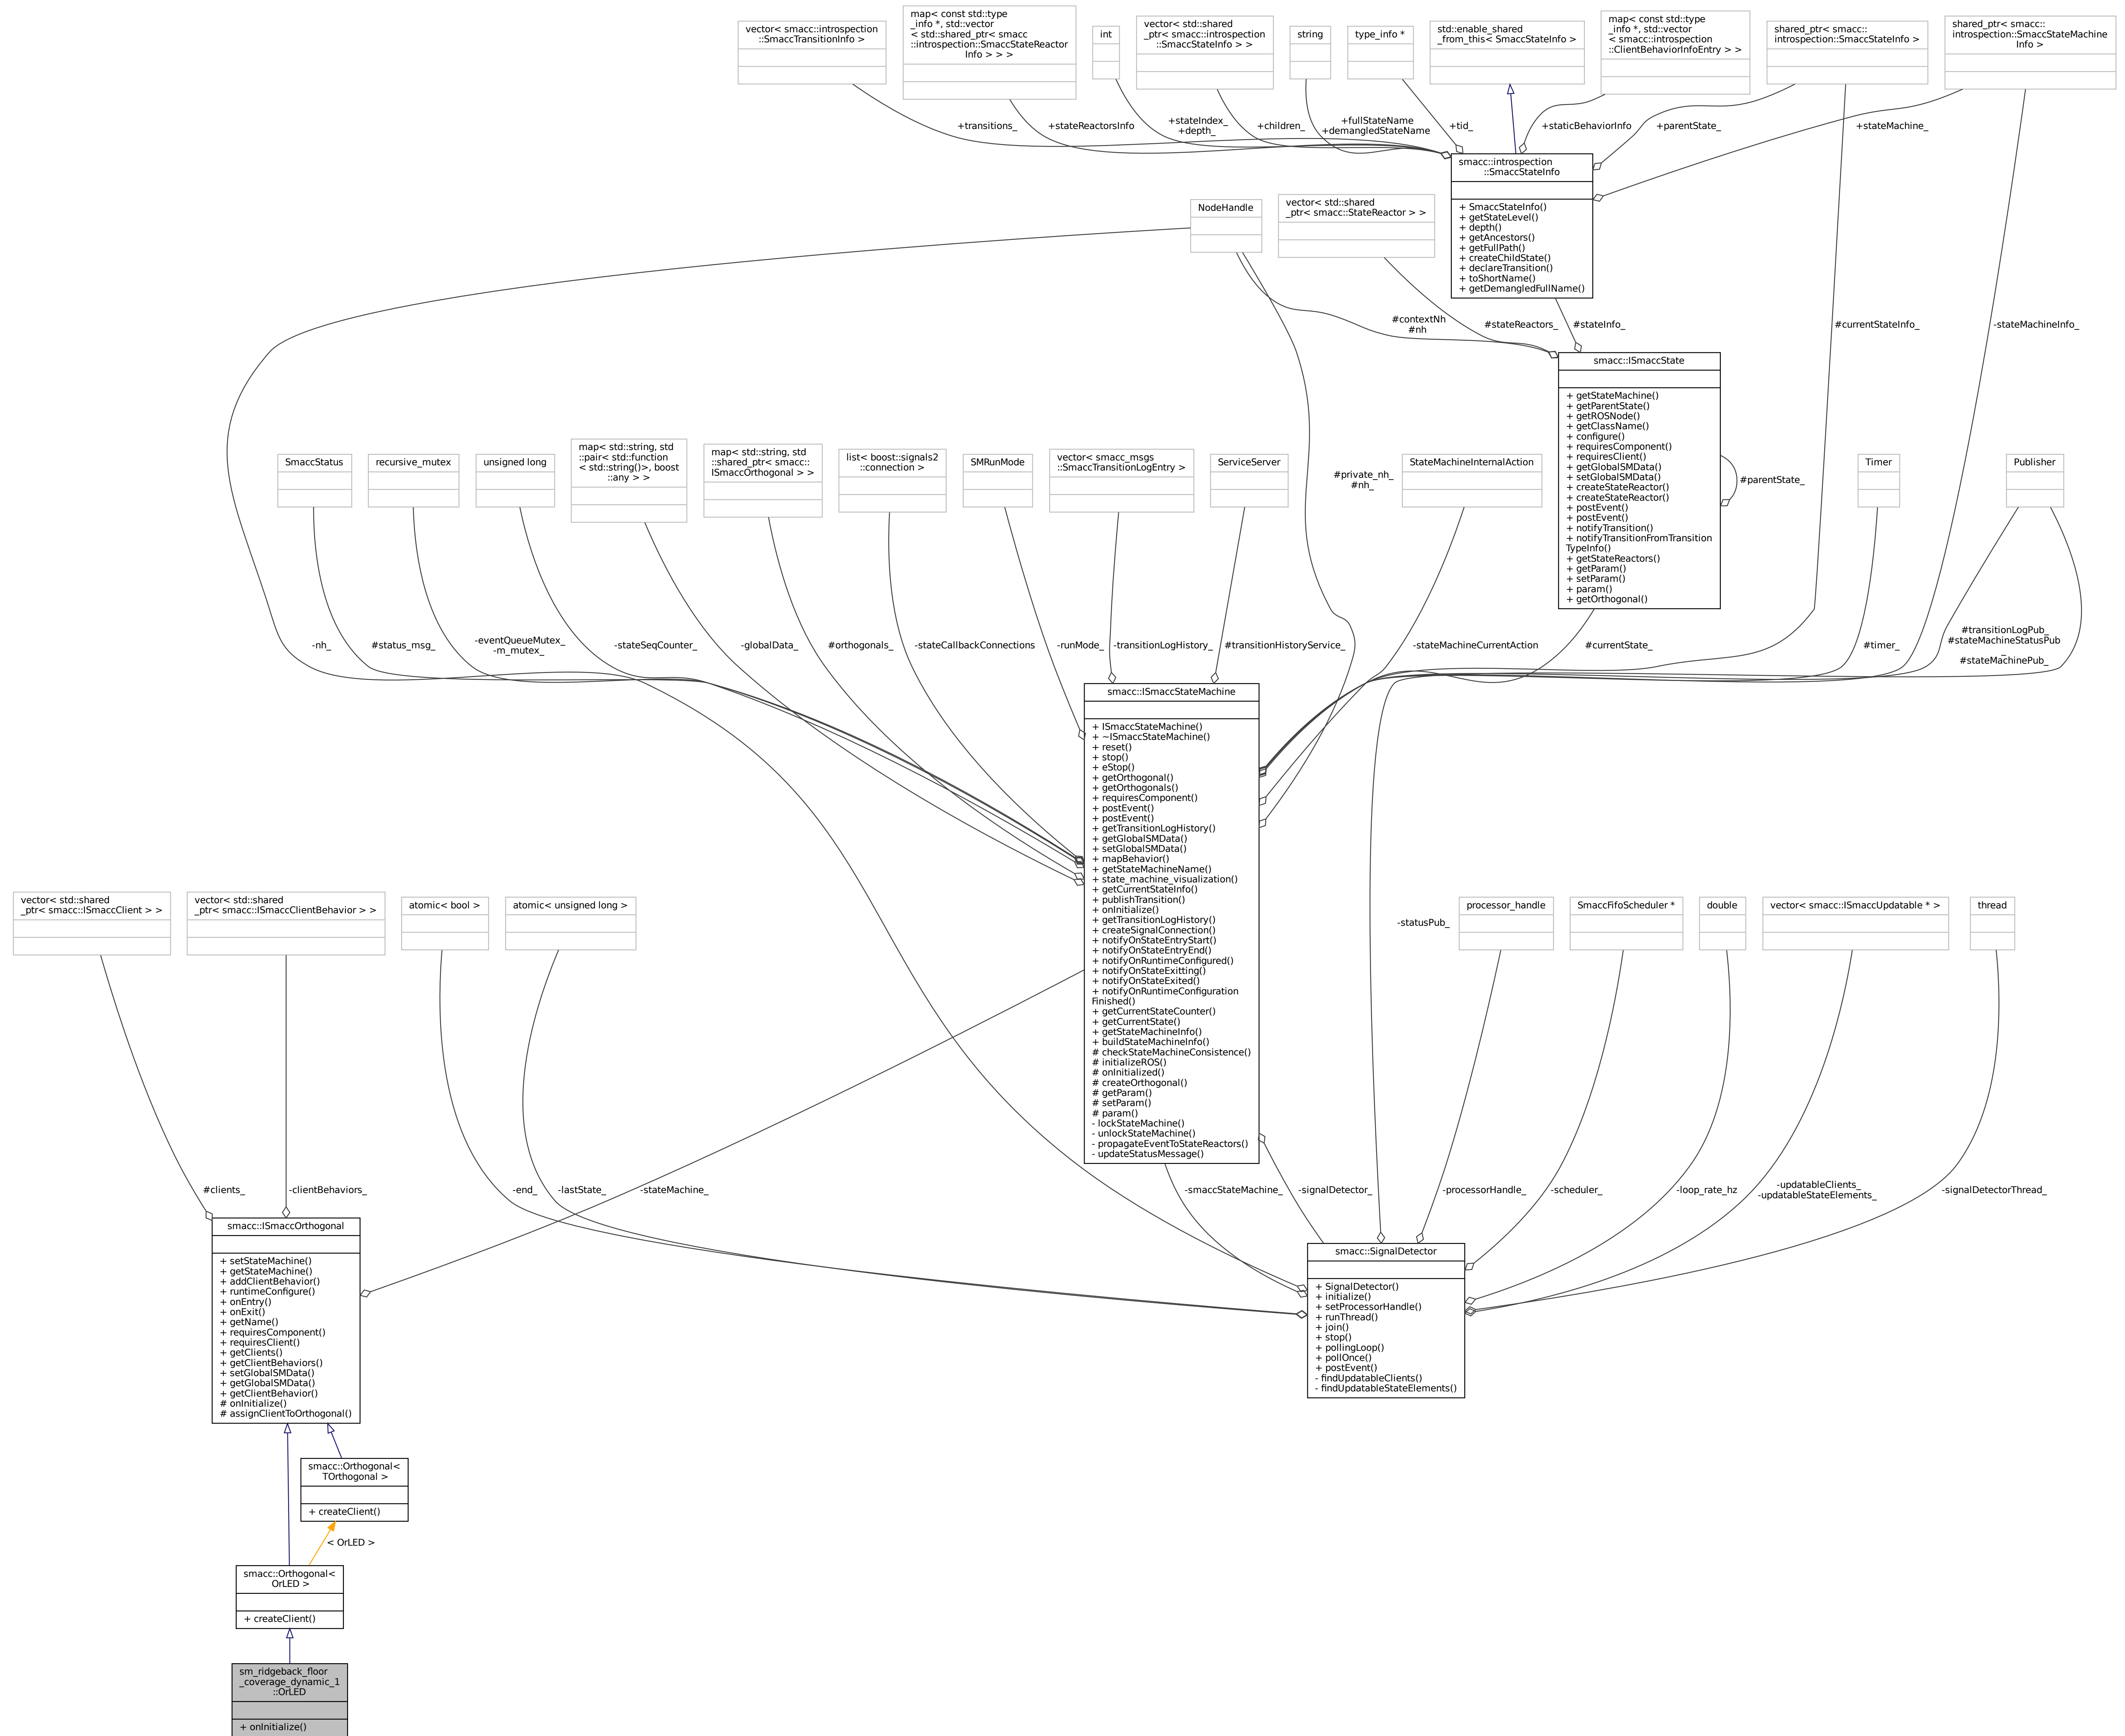 vector< smacc::introspection
::SmaccTransitionInfo >
map< const std::type
_info *, std::vector
< std::shared_ptr< smacc
::introspection::SmaccStateReactor
Info > > >
int
vector< std::shared
_ptr< smacc::introspection
::SmaccStateInfo > >
string
type_info *
std::enable_shared
_from_this< SmaccStateInfo >
map< const std::type
_info *, std::vector
< smacc::introspection
::ClientBehaviorInfoEntry > >
shared_ptr< smacc::
introspection::SmaccStateInfo >
shared_ptr< smacc::
introspection::SmaccStateMachine
Info >
+transitions_
+stateReactorsInfo
+stateIndex_
+depth_
+children_
+fullStateName
+demangledStateName
+tid_
+staticBehaviorInfo
+parentState_
+stateMachine_
smacc::introspection
::SmaccStateInfo
+ SmaccStateInfo()
+ getStateLevel()
+ depth()
+ getAncestors()
+ getFullPath()
+ createChildState()
+ declareTransition()
+ toShortName()
+ getDemangledFullName()
NodeHandle
vector< std::shared
_ptr< smacc::StateReactor > >
#contextNh
#nh
#stateReactors_
#stateInfo_
#currentStateInfo_
-stateMachineInfo_
smacc::ISmaccState
+ getStateMachine()
+ getParentState()
+ getROSNode()
+ getClassName()
+ configure()
+ requiresComponent()
+ requiresClient()
+ getGlobalSMData()
+ setGlobalSMData()
+ createStateReactor()
+ createStateReactor()
+ postEvent()
+ postEvent()
+ notifyTransition()
+ notifyTransitionFromTransition
TypeInfo()
+ getStateReactors()
+ getParam()
+ setParam()
+ param()
+ getOrthogonal()
#parentState_
SmaccStatus
recursive_mutex
unsigned long
map< std::string, std
::pair< std::function
< std::string()>, boost
::any > >
map< std::string, std
::shared_ptr< smacc::
ISmaccOrthogonal > >
list< boost::signals2
::connection >
SMRunMode
vector< smacc_msgs
::SmaccTransitionLogEntry >
ServiceServer
#private_nh_
#nh_
StateMachineInternalAction
Timer
Publisher
-nh_
#status_msg_
-eventQueueMutex_
-m_mutex_
-stateSeqCounter_
-globalData_
#orthogonals_
-stateCallbackConnections
-runMode_
-transitionLogHistory_
#transitionHistoryService_
-stateMachineCurrentAction
#currentState_
#timer_
#transitionLogPub_
#stateMachineStatusPub
_
#stateMachinePub_
smacc::ISmaccStateMachine
+ ISmaccStateMachine()
+ ~ISmaccStateMachine()
+ reset()
+ stop()
+ eStop()
+ getOrthogonal()
+ getOrthogonals()
+ requiresComponent()
+ postEvent()
+ postEvent()
+ getTransitionLogHistory()
+ getGlobalSMData()
+ setGlobalSMData()
+ mapBehavior()
+ getStateMachineName()
+ state_machine_visualization()
+ getCurrentStateInfo()
+ publishTransition()
+ onInitialize()
+ getTransitionLogHistory()
+ createSignalConnection()
+ notifyOnStateEntryStart()
+ notifyOnStateEntryEnd()
+ notifyOnRuntimeConfigured()
+ notifyOnStateExitting()
+ notifyOnStateExited()
+ notifyOnRuntimeConfiguration
Finished()
+ getCurrentStateCounter()
+ getCurrentState()
+ getStateMachineInfo()
+ buildStateMachineInfo()
# checkStateMachineConsistence()
# initializeROS()
# onInitialized()
# createOrthogonal()
# getParam()
# setParam()
# param()
- lockStateMachine()
- unlockStateMachine()
- propagateEventToStateReactors()
- updateStatusMessage()
vector< std::shared
_ptr< smacc::ISmaccClient > >
vector< std::shared
_ptr< smacc::ISmaccClientBehavior > >
atomic< bool >
atomic< unsigned long >
-statusPub_
processor_handle
SmaccFifoScheduler *
double
vector< smacc::ISmaccUpdatable * >
thread
#clients_
-clientBehaviors_
-end_
-lastState_
-stateMachine_
-smaccStateMachine_
-signalDetector_
-processorHandle_
-scheduler_
-loop_rate_hz
-updatableClients_
-updatableStateElements_
-signalDetectorThread_
smacc::ISmaccOrthogonal
+ setStateMachine()
+ getStateMachine()
+ addClientBehavior()
+ runtimeConfigure()
+ onEntry()
+ onExit()
+ getName()
+ requiresComponent()
+ requiresClient()
+ getClients()
+ getClientBehaviors()
+ setGlobalSMData()
+ getGlobalSMData()
+ getClientBehavior()
# onInitialize()
# assignClientToOrthogonal()
smacc::SignalDetector
+ SignalDetector()
+ initialize()
+ setProcessorHandle()
+ runThread()
+ join()
+ stop()
+ pollingLoop()
+ pollOnce()
+ postEvent()
- findUpdatableClients()
- findUpdatableStateElements()
smacc::Orthogonal<
TOrthogonal >
+ createClient()
< OrLED >
smacc::Orthogonal<
OrLED >
+ createClient()
sm_ridgeback_floor
_coverage_dynamic_1
::OrLED
+ onInitialize()